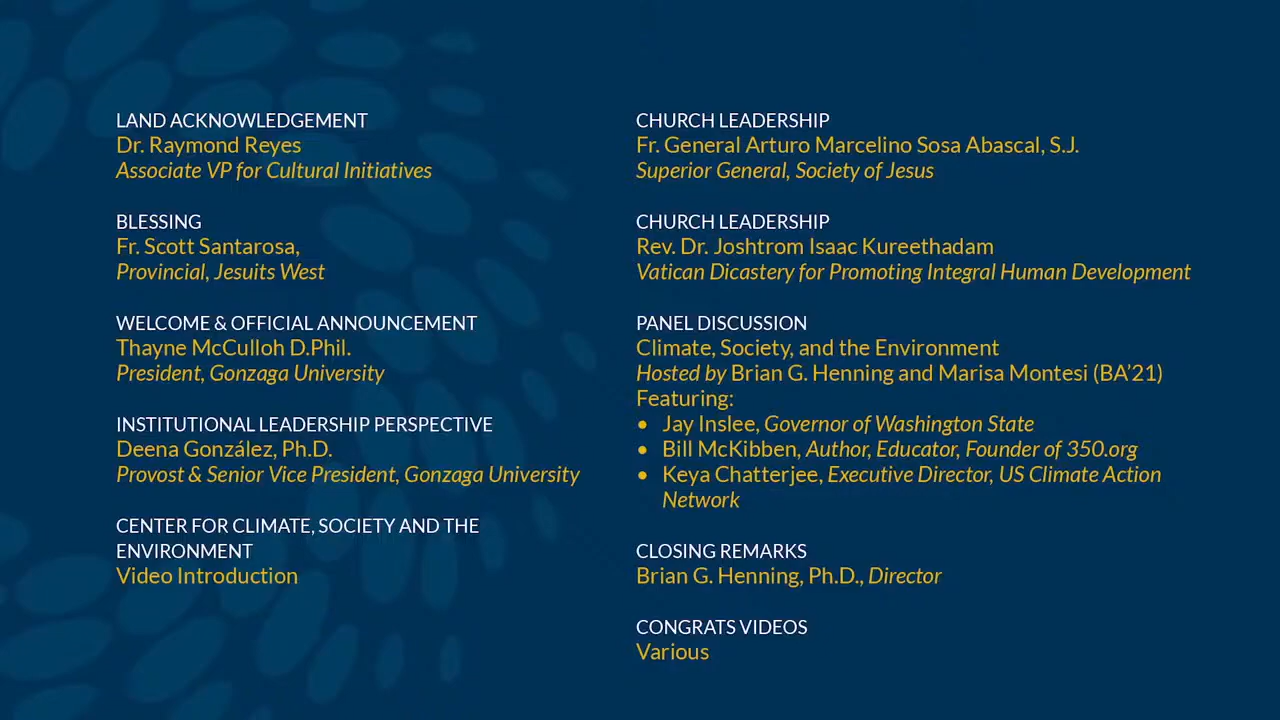 LAND ACKNOWLEDGEMENT
Dr. Raymond Reyes
Associate VP for Cultural Initiatives
BLESSING
Fr. Scott Santarosa,
Provincial, Jesuits West
WELCOME & OFFICIAL ANNOUNCEMENT
Thayne McCulloh D.Phil.
President, Gonzaga University
INSTITUTIONAL LEADERSHIP PERSPECTIVE
Deena González, Ph.D.
Provost & Senior Vice President, Gonzaga University
CENTER FOR CLIMATE, SOCIETY AND THE
ENVIRONMENT
Video Introduction
CHURCH LEADERSHIP
Fr. General Arturo Marcelino Sosa Abascal, S.J.
Superior General, Society of Jesus
CHURCH LEADERSHIP
Rev. Dr. Joshtrom Isaac Kureethadam
Vatican Dicastery for Promoting Integral Human Development
PANEL DISCUSSION
Climate, Society, and the Environment
Hosted by Brian G. Henning and Marisa Montesi (BA’21)
Featuring:
• Jay Inslee, Governor of Washington State
• Bill McKibben, Author, Educator, Founder of 350.org
• Keya Chatterjee, Executive Director, US Climate Action
Network
CLOSING REMARKS
Brian G. Henning, Ph.D., Director
CONGRATS VIDEOS
Various